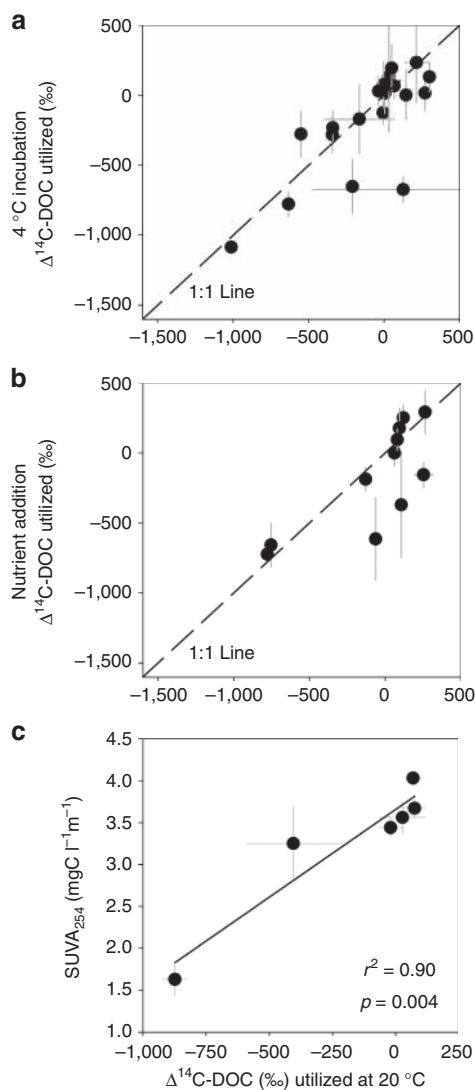 a
4 °C incubation
Δ¹⁴C-DOC utilized (‰)
500
0
−500
−1,000
−1,500
1:1 Line
−1,500 −1,000 −500 0 500
b
Nutrient addition
Δ¹⁴C-DOC utilized (‰)
500
0
−500
−1,000
−1,500
1:1 Line
−1,500 −1,000 −500 0 500
c
SUVA₂₅₄ (mgC l⁻¹m⁻¹)
4.5
4.0
3.5
3.0
2.5
2.0
1.5
1.0
r² = 0.90
p = 0.004
−1,000 −750 −500 −250 0 250
Δ¹⁴C-DOC (‰) utilized at 20 °C